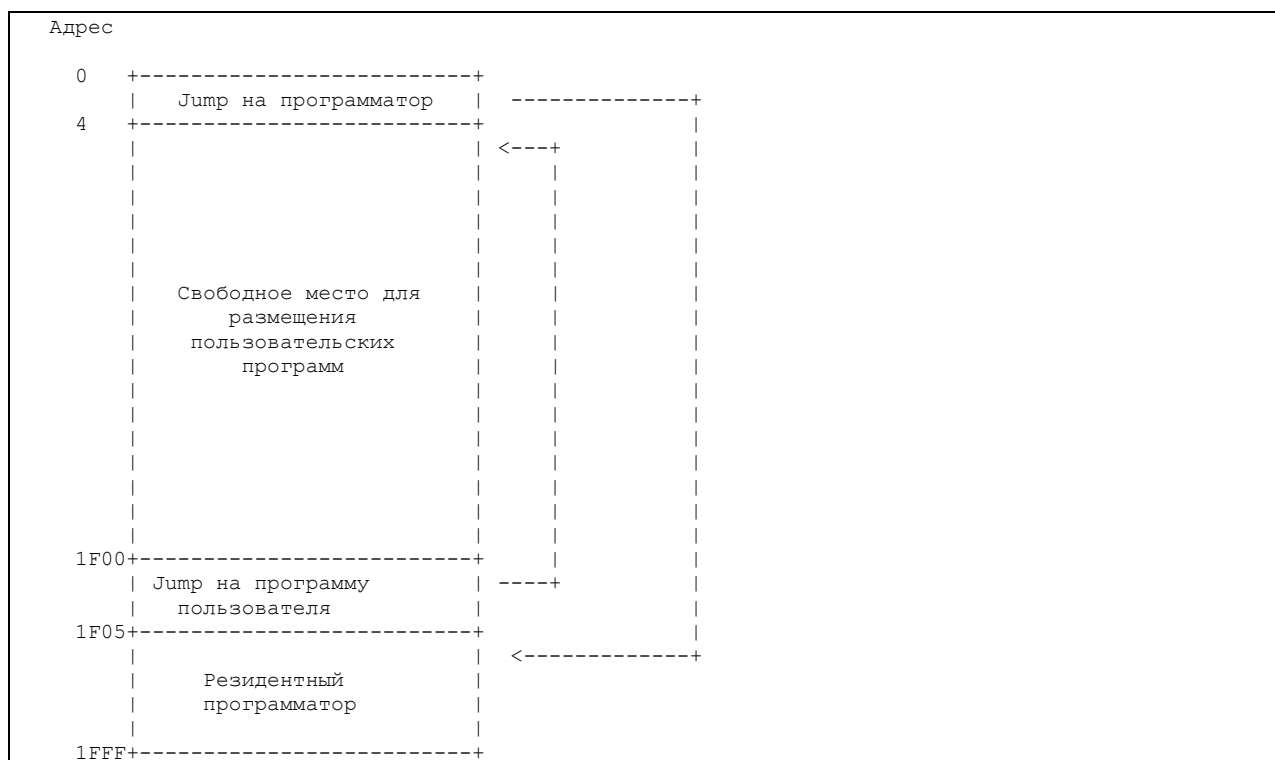 Адрес
0
Jump на программатор
4
Свободное место для
размещения
пользовательских
программ
1F00
Jump на программу
пользователя
1F05
Резидентный
программатор
1FFF